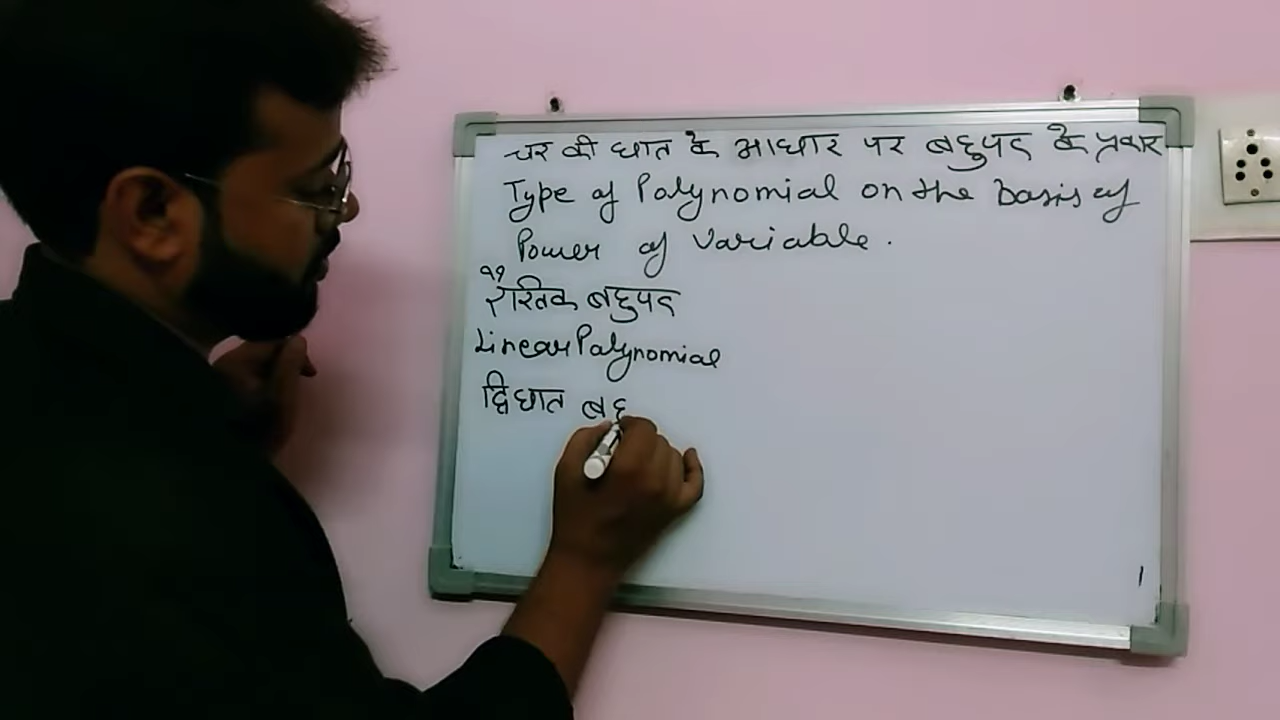 चर की घात के आधार पर बहुपद के प्रकार
Type of Polynomial on the basis of
Power of Variable.
रास्तिक बहुपद
Linear Polynomial
द्विघात बहु